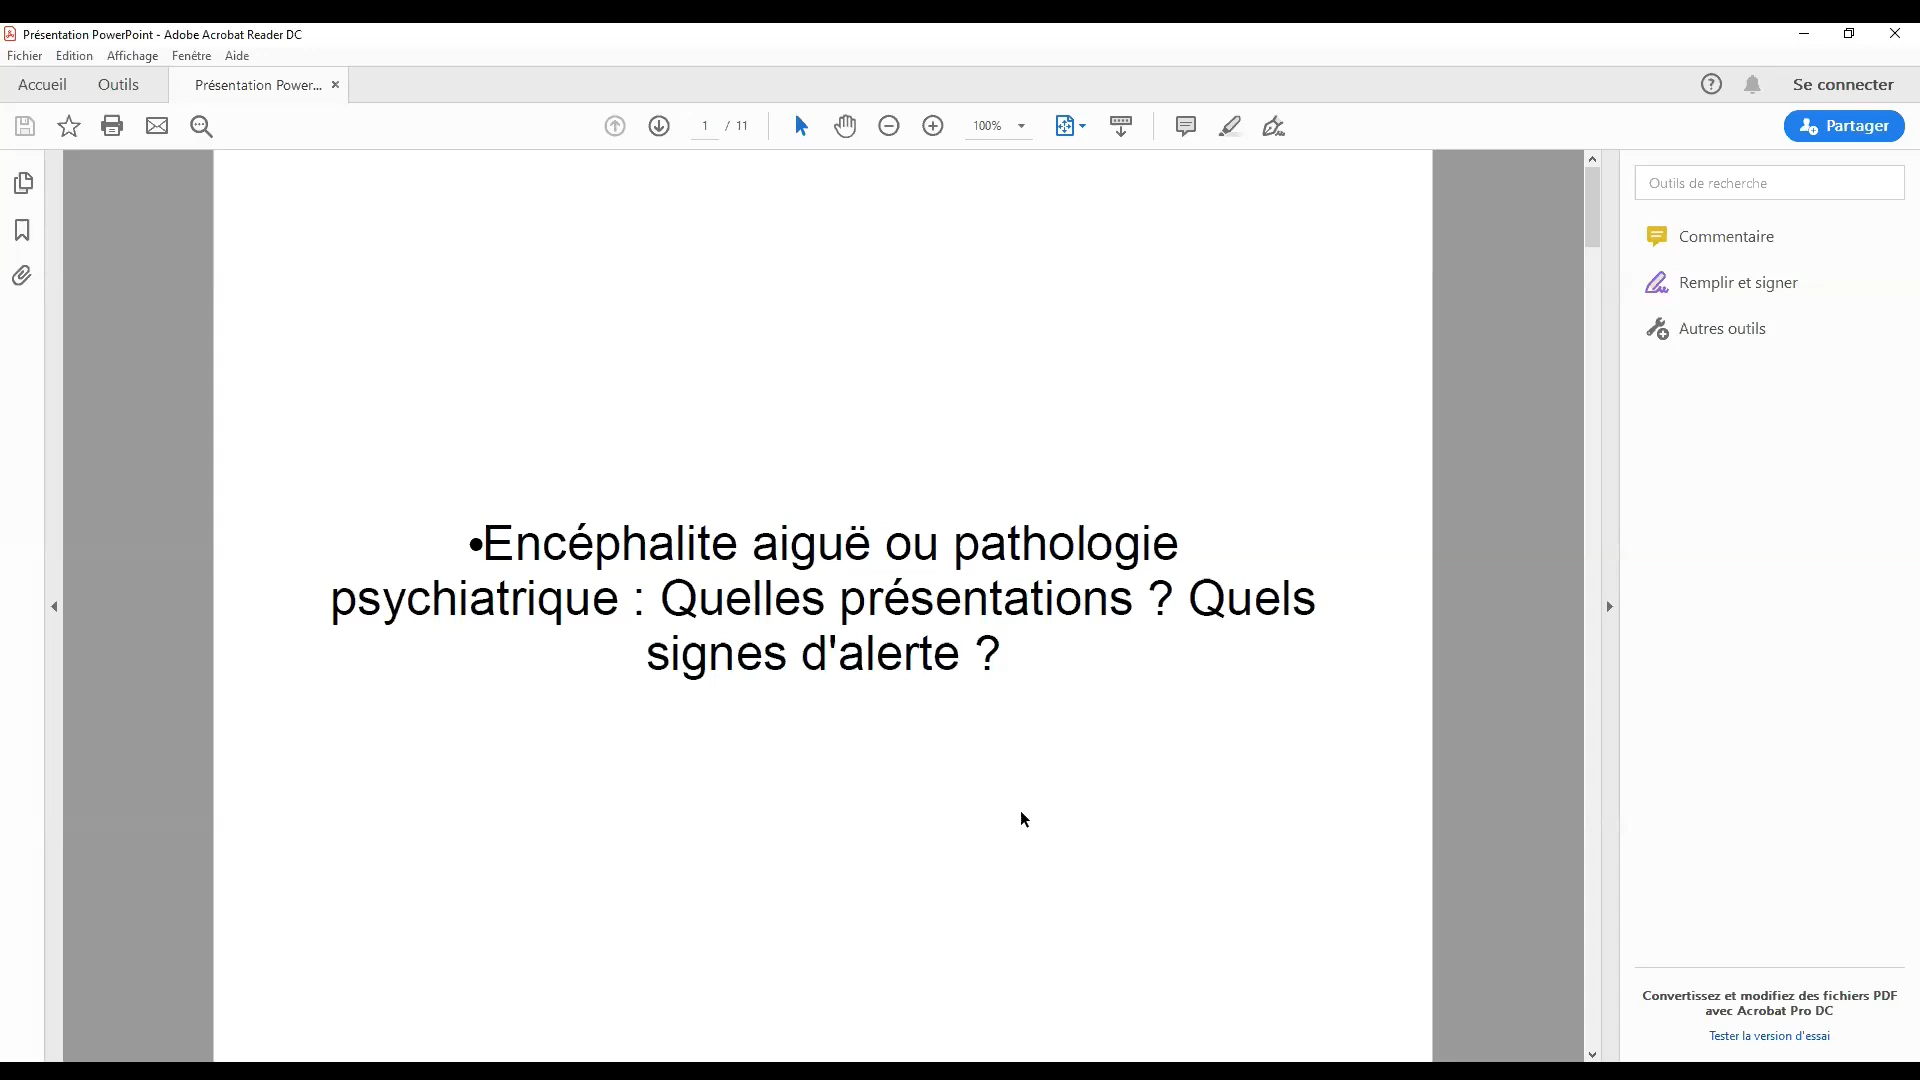 Présentation PowerPoint - Adobe Acrobat Reader DC
Fichier Edition Affichage Fenêtre Aide
Accueil Outils Présentation Power... × Se connecter
1 / 11 100% Partager
Outils de recherche
Commentaire
Remplir et signer
Autres outils
•Encéphalite aiguë ou pathologie
psychiatrique : Quelles présentations ? Quels
signes d'alerte ?
Convertissez et modifiez des fichiers PDF
avec Acrobat Pro DC
Tester la version d'essai